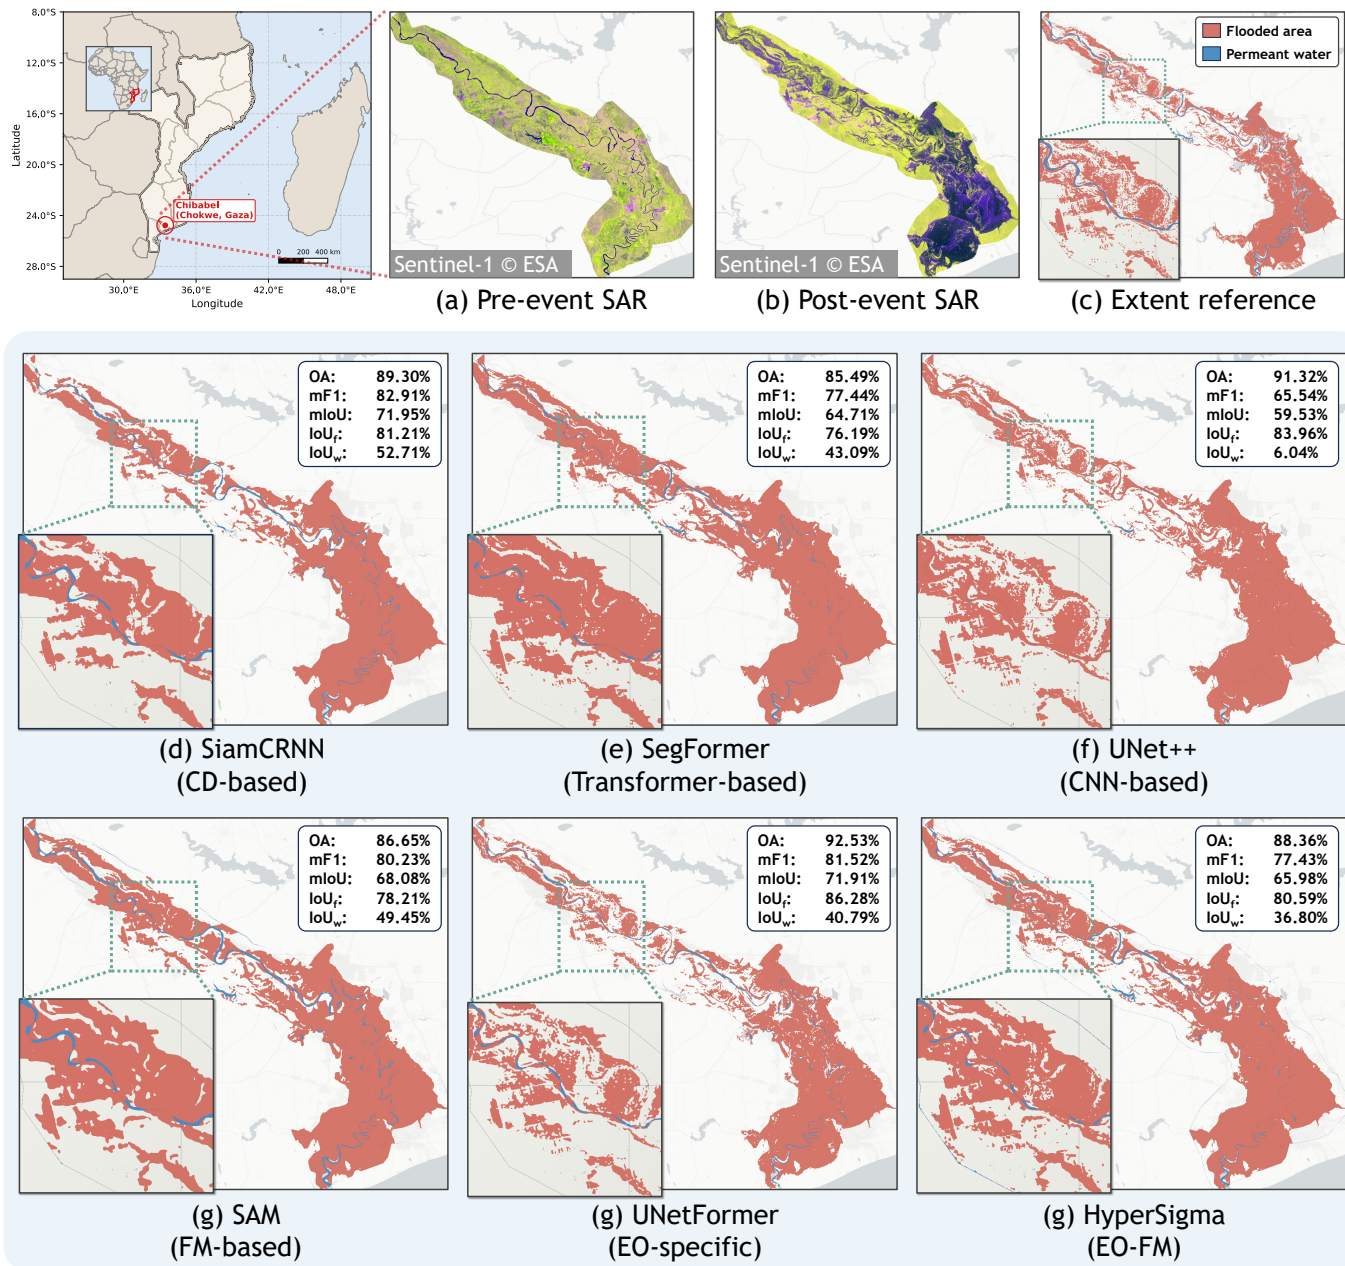 8.0°S
12.0°S
16.0°S
20.0°S
24.0°S
28.0°S
Latitude
30.0°E
36.0°E
42.0°E
48.0°E
Longitude
Chibabel
(Chokwe, Gaza)
0 200 400 km
Sentinel-1 © ESA
(a) Pre-event SAR
Sentinel-1 © ESA
(b) Post-event SAR
Flooded area
Permeant water
(c) Extent reference
OA: 89.30%
mF1: 82.91%
mIoU: 71.95%
IoUf: 81.21%
IoUw: 52.71%
(d) SiamCRNN
(CD-based)
OA: 85.49%
mF1: 77.44%
mIoU: 64.71%
IoUf: 76.19%
IoUw: 43.09%
(e) SegFormer
(Transformer-based)
OA: 91.32%
mF1: 65.54%
mIoU: 59.53%
IoUf: 83.96%
IoUw: 6.04%
(f) UNet++
(CNN-based)
OA: 86.65%
mF1: 80.23%
mIoU: 68.08%
IoUf: 78.21%
IoUw: 49.45%
(g) SAM
(FM-based)
OA: 92.53%
mF1: 81.52%
mIoU: 71.91%
IoUf: 86.28%
IoUw: 40.79%
(g) UNetFormer
(EO-specific)
OA: 88.36%
mF1: 77.43%
mIoU: 65.98%
IoUf: 80.59%
IoUw: 36.80%
(g) HyperSigma
(EO-FM)